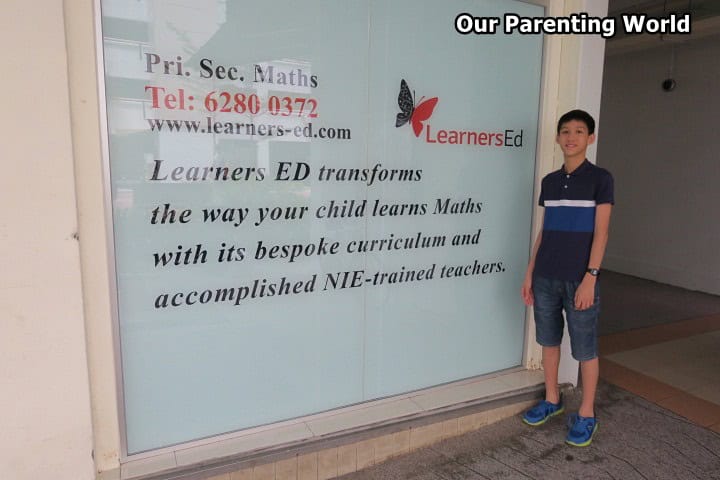 Our Parenting World
Pri. Sec. Maths
Tel: 6280 0372
www.learners-ed.com
LearnersEd
Learners ED transforms
the way your child learns Maths
with its bespoke curriculum and
accomplished NIE-trained teachers.